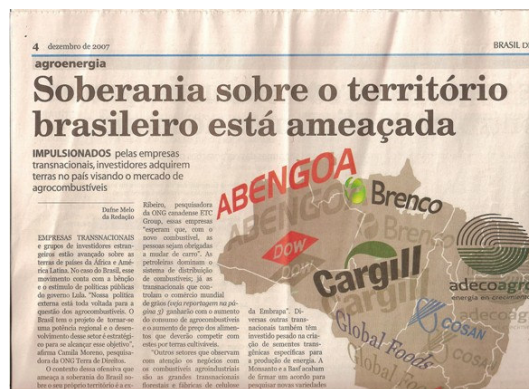 4 dezembro de 2007
BRASIL DE
agroenergia
Soberania sobre o território
brasileiro está ameaçada
IMPULSIONADOS pelas empresas
transnacionais, investidores adquirem
terras no país visando o mercado de
agrocombustíveis
Dafne Melo
da Redação
EMPRESAS TRANSNACIONAIS
e grupos de investidores estran-
geiros estão avançando sobre as
terras de países da África e Amé-
rica Latina. No caso do Brasil, esse
movimento conta com a bênção
e o estímulo de políticas públicas
do governo Lula. "Nossa política
externa está toda voltada para a
questão dos agrocombustíveis. O
Brasil tem o projeto de tornar-se
uma potência regional e o desen-
volvimento desse setor é estratégi-
co para se alcançar esse objetivo",
afirma Camila Moreno, pesquisa-
dora da ONG Terra de Direitos.
O contexto dessa ofensiva que
ameaça a soberania do Brasil so-
bre o seu próprio território é a en-
Ribeiro, pesquisadora
da ONG canadense ETC
Group, essas empresas
"esperam que, com o
novo combustível, as
pessoas sejam obrigadas
a mudar de carro". As
petroleiras dominam o
sistema de distribuição
de combustíveis; já as
transnacionais que con-
trolam o comércio mundial
de grãos (veja reportagem na pá-
gina 3) ganharão com o aumento
do consumo de agrocombustíveis
e o aumento de preço dos alimen-
tos que deverão competir com
estes por terras cultiváveis.
"Outros setores que observam
com atenção os negócios com
os combustíveis agroindustriais
são as grandes transnacionais
florestais e fábricas de celulose
da Embrapa". Di-
versas outras trans-
nacionais também têm
investido pesado na cria-
ção de sementes trans-
gênicas específicas para
a produção de energia. A
Monsanto e a Basf acabam
de firmar um acordo para
pesquisar novas variedades
ABENGOA
Brenco
DOW
Cargill
adecoagro
energia en crecimiento
COSAN
Global Foods